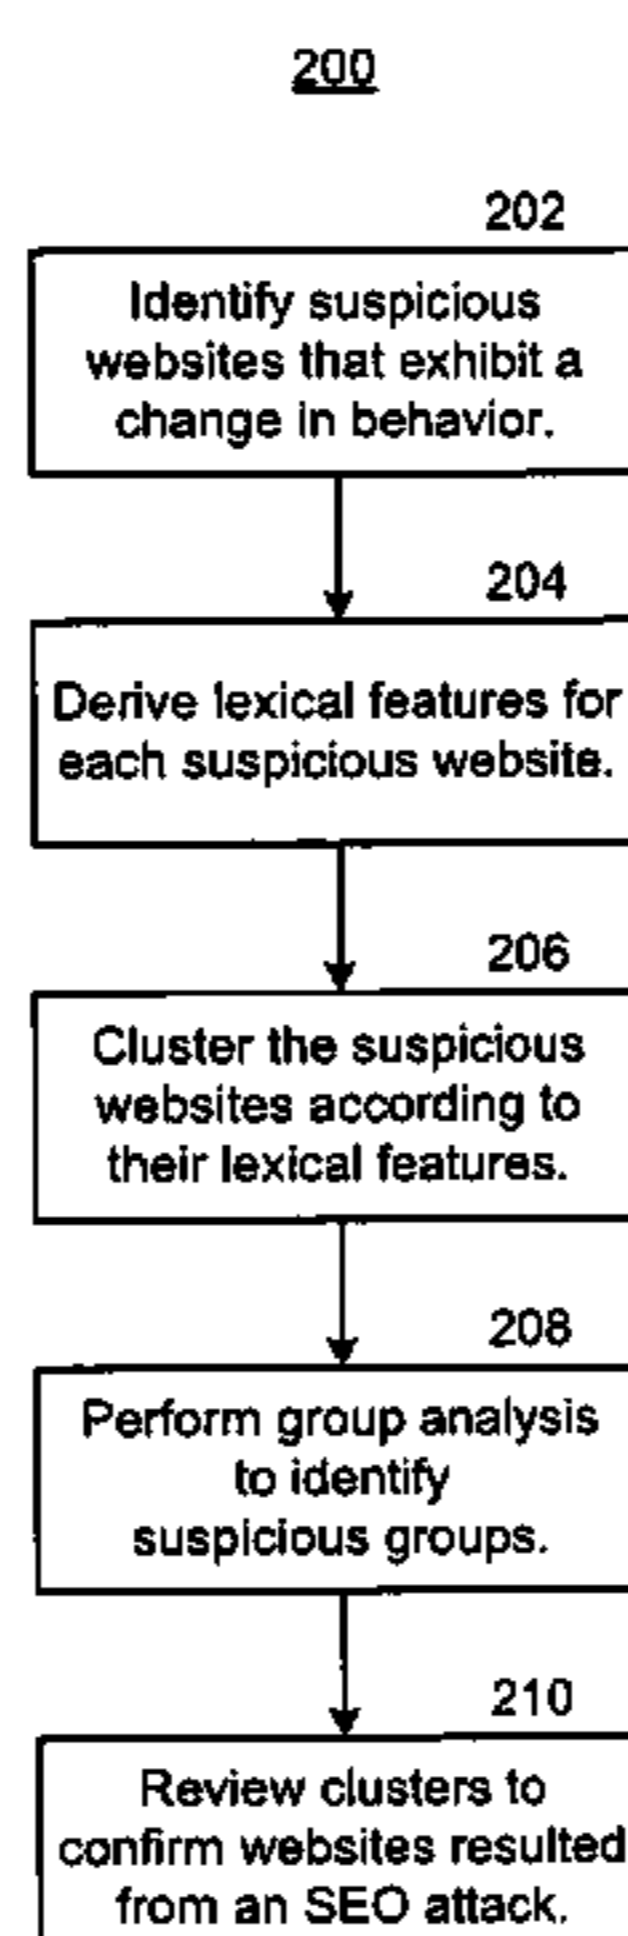 200
202
Identify suspicious
websites that exhibit a
change in behavior.
204
Derive lexical features for
each suspicious website.
206
Cluster the suspicious
websites according to
their lexical features.
208
Perform group analysis
to identify
suspicious groups.
210
Review clusters to
confirm websites resulted
from an SEO attack.